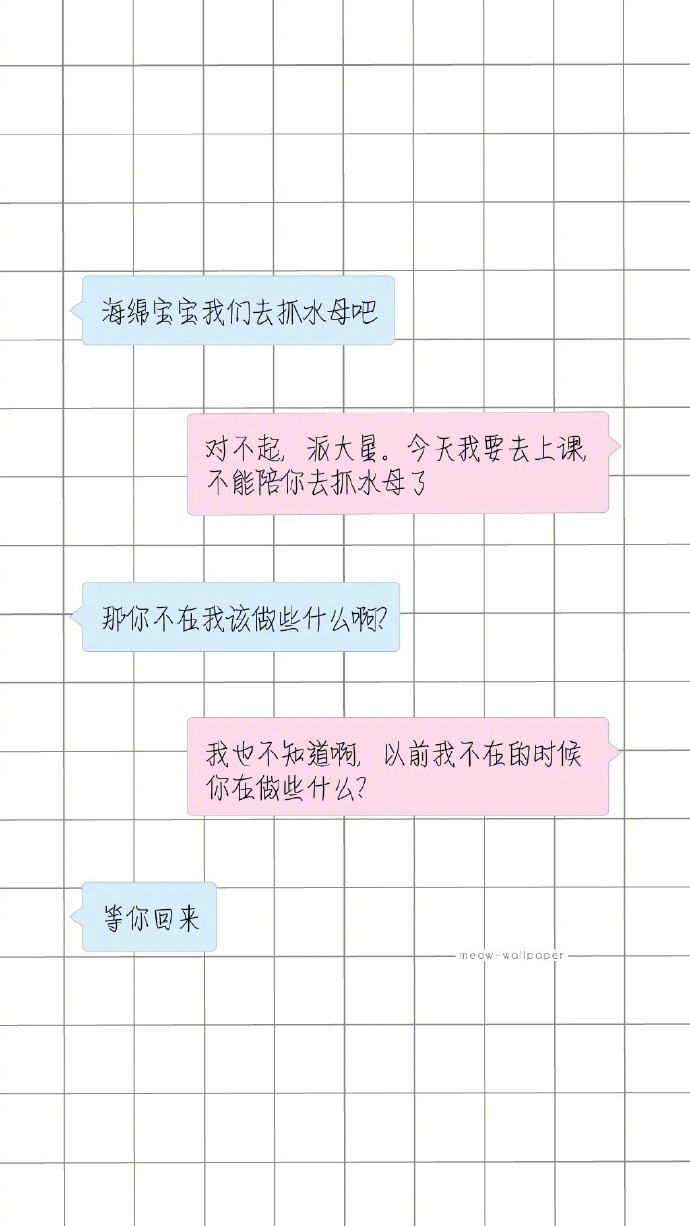 海绵宝宝我们去抓水母吧
对不起，派大星。今天我要去上课，
不能陪你去抓水母了
那你不在我该做些什么啊？
我也不知道啊，以前我不在的时候
你在做些什么？
等你回来
meow-wallpaper